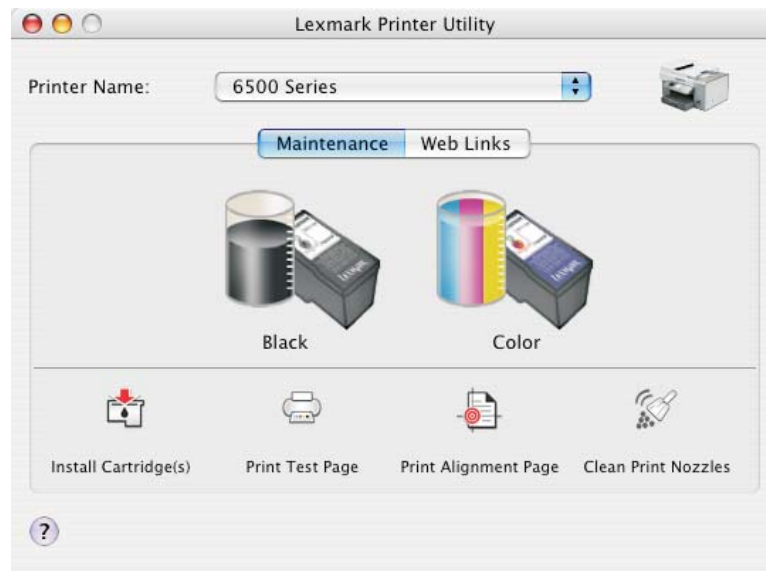 Lexmark Printer Utility
Printer Name: 6500 Series
Maintenance Web Links
Black Color
Install Cartridge(s) Print Test Page Print Alignment Page Clean Print Nozzles
?